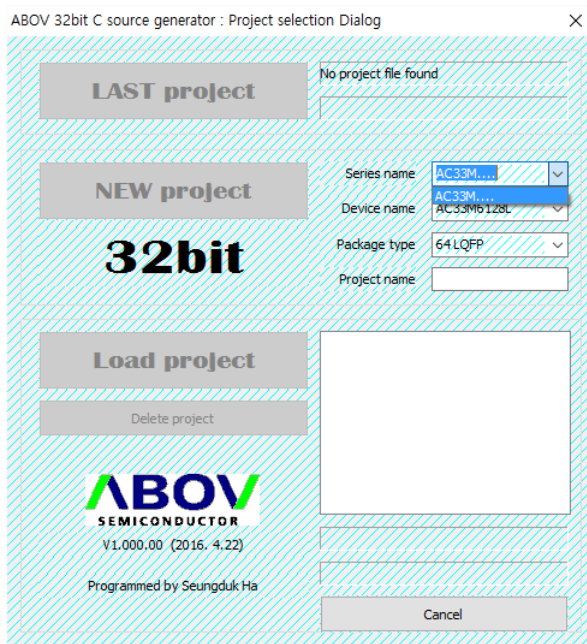 ABOV 32bit C source generator : Project selection Dialog
LAST project
No project file found
NEW project
Series name
AC33M....
AC33M....
Device name
AC33M6128L
32bit
Package type
64 LQFP
Project name
Load project
Delete project
ABOV
SEMICONDUCTOR
V1.000.00 (2016. 4.22)
Programmed by Seungduk Ha
Cancel